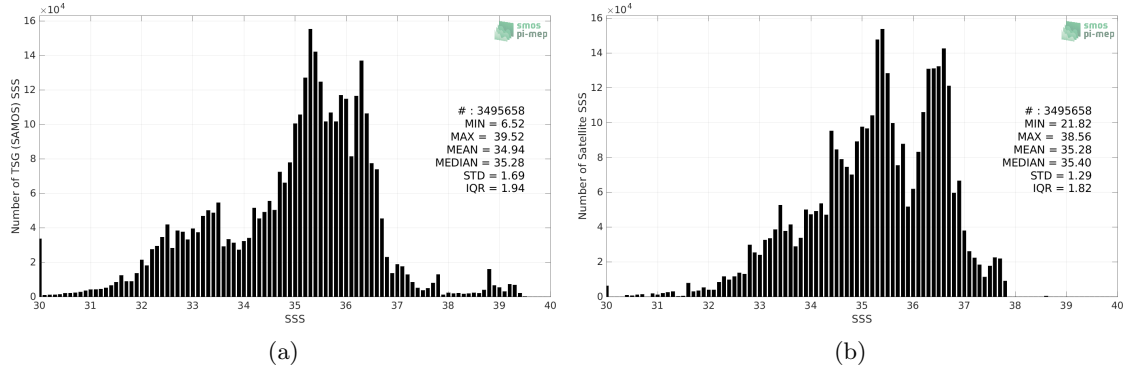 ×10⁴
16
14
12
10
8
6
4
2
0
Number of TSG (SAMOS) SSS
30 31 32 33 34 35 36 37 38 39 40
SSS
smos
pi-mep
# : 3495658
MIN = 6.52
MAX = 39.52
MEAN = 34.94
MEDIAN = 35.28
STD = 1.69
IQR = 1.94
(a)
×10⁴
16
14
12
10
8
6
4
2
0
Number of Satellite SSS
30 31 32 33 34 35 36 37 38 39 40
SSS
smos
pi-mep
# : 3495658
MIN = 21.82
MAX = 38.56
MEAN = 35.28
MEDIAN = 35.40
STD = 1.29
IQR = 1.82
(b)